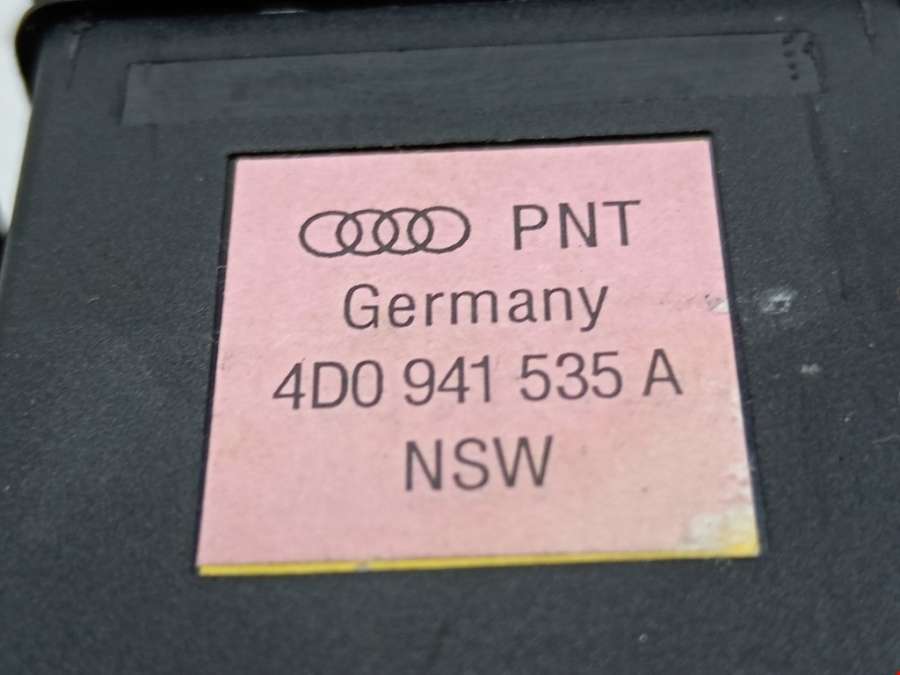 PNT
Germany
4D0 941 535 A
NSW